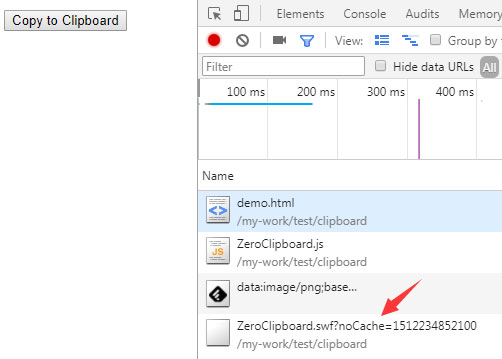 Copy to Clipboard
Elements Console Audits Memory
View: Group by
Filter Hide data URLs All
100 ms 200 ms 300 ms 400 ms
Name
demo.html
/my-work/test/clipboard
ZeroClipboard.js
/my-work/test/clipboard
data:image/png;base...
ZeroClipboard.swf?noCache=1512234852100
/my-work/test/clipboard